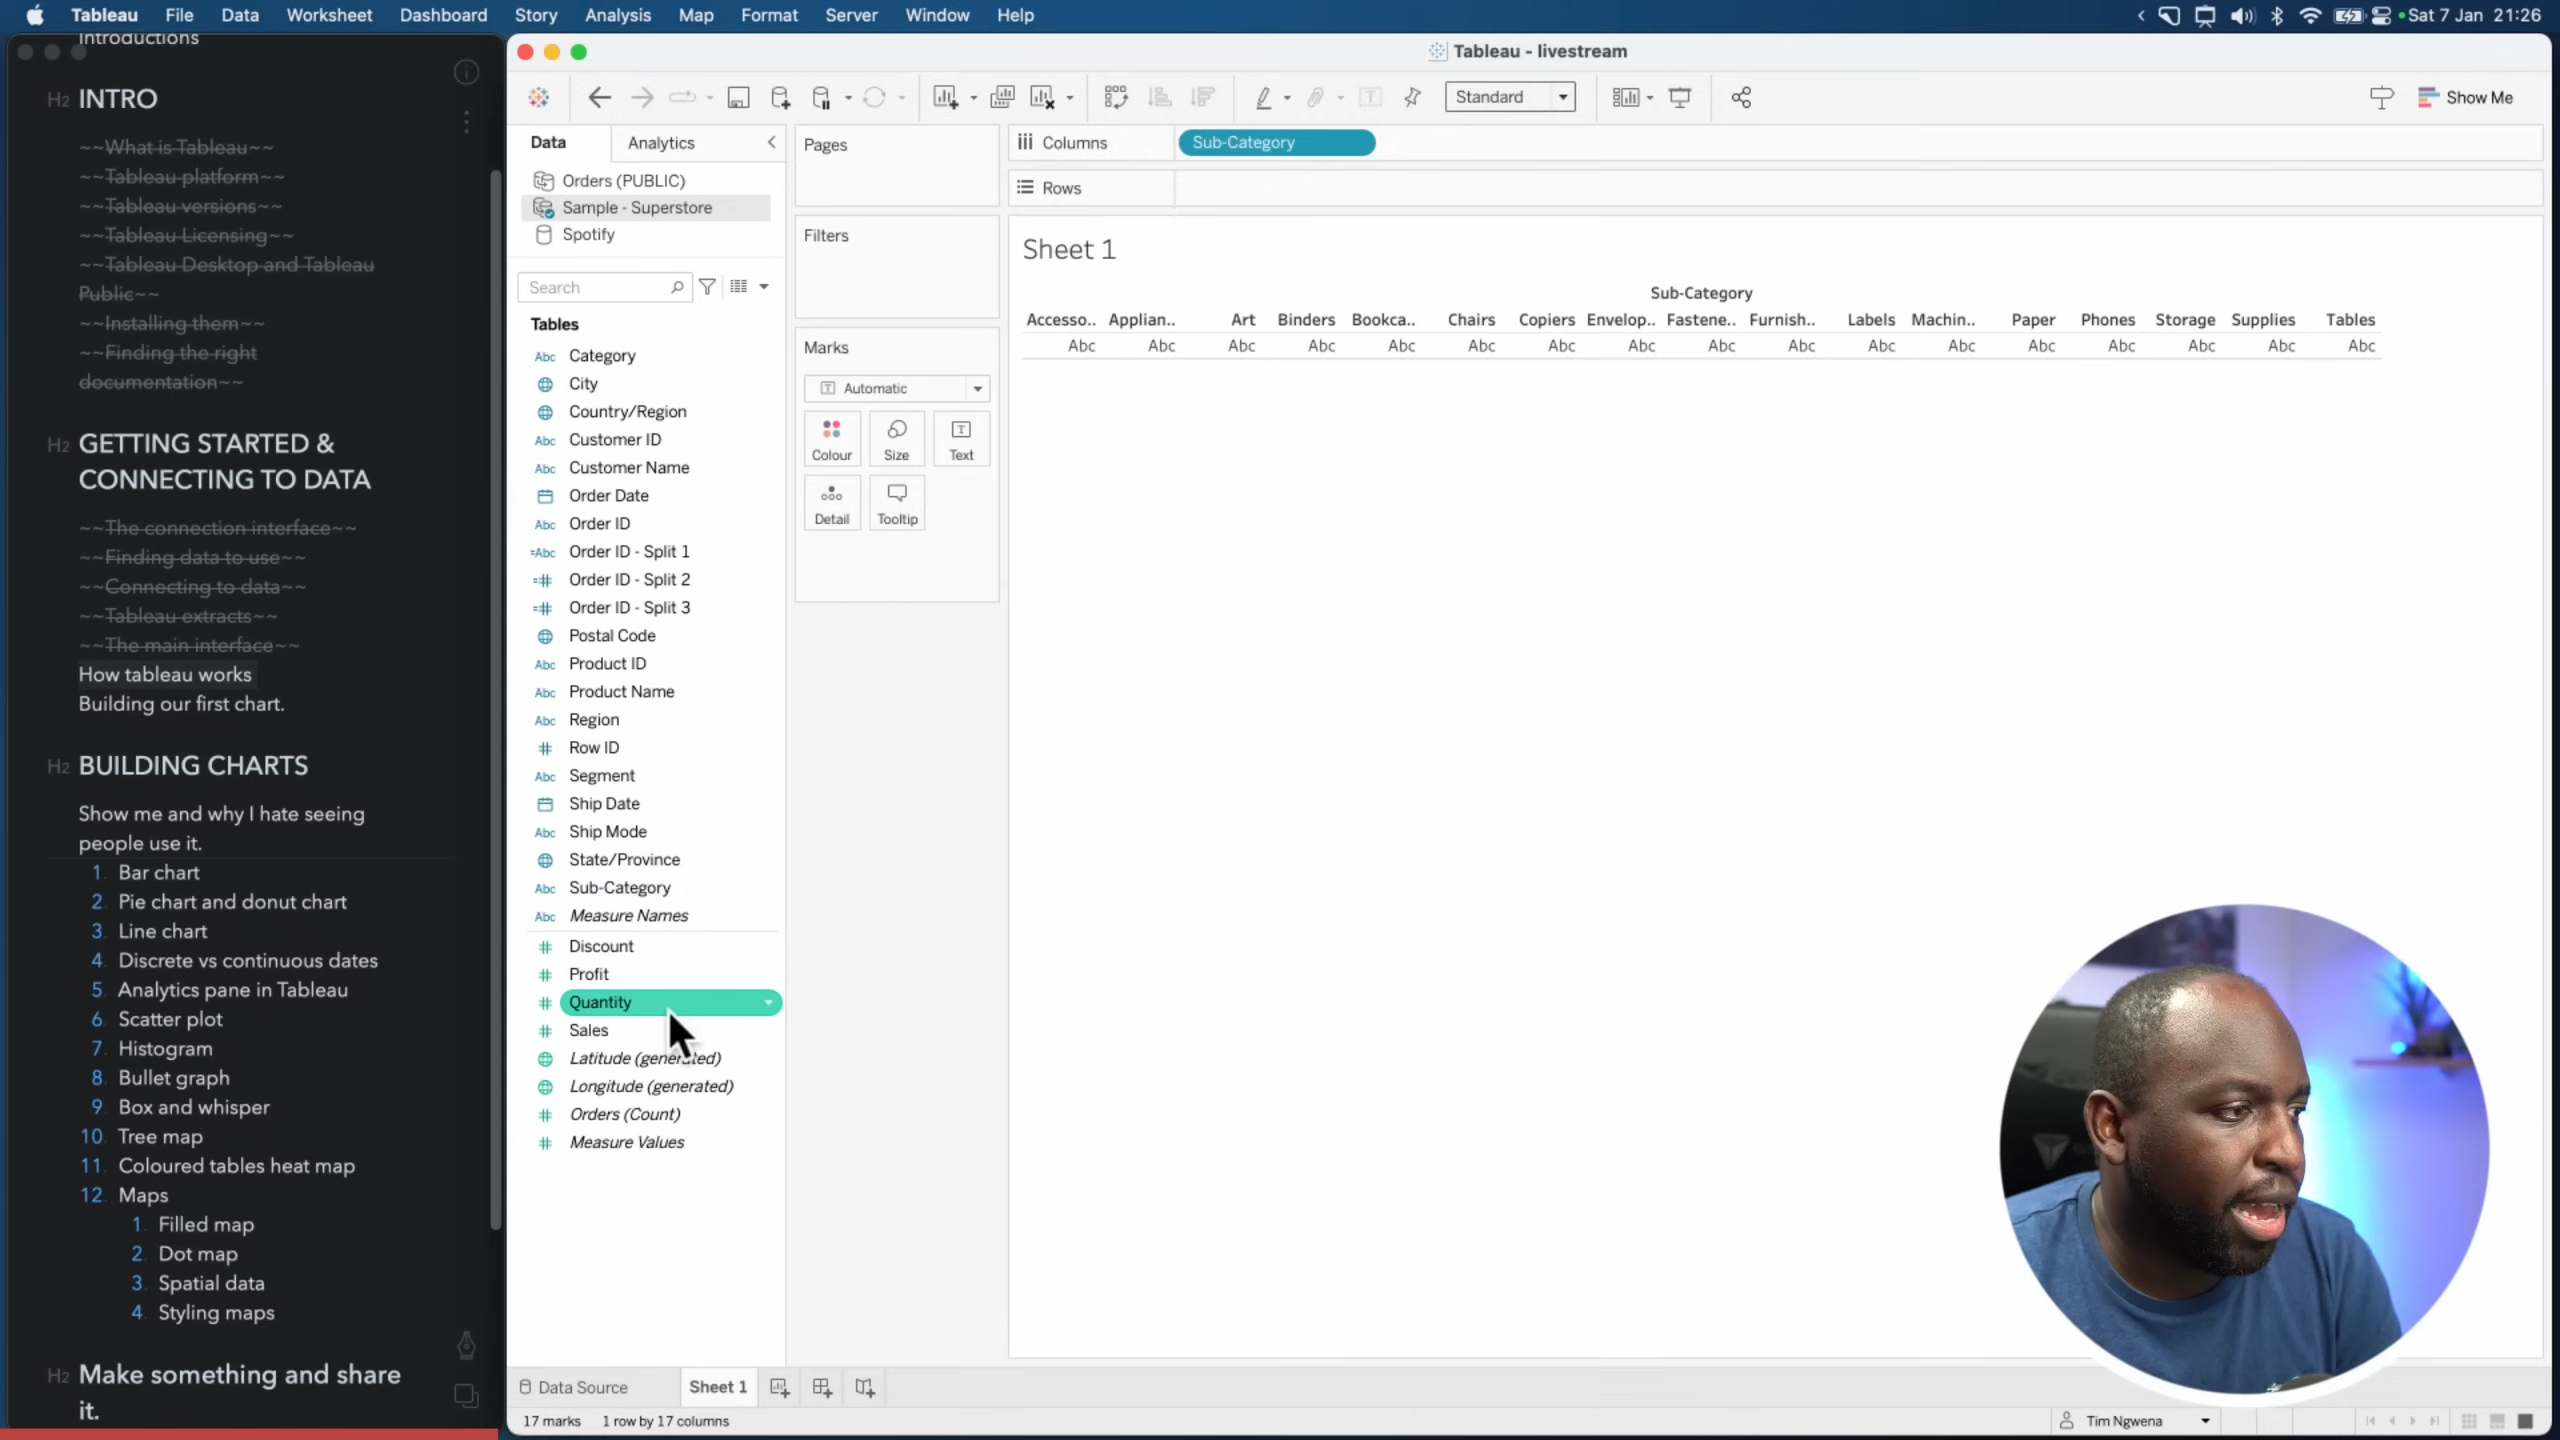 Tableau File Data Worksheet Dashboard Story Analysis Map Format Server Window Help Sat 7 Jan 21:26
Introductions
H2 INTRO
~~What is Tableau~~
~~Tableau platform~~
~~Tableau versions~~
~~Tableau Licensing~~
~~Tableau Desktop and Tableau
Public~~
~~Installing them~~
~~Finding the right
documentation~~
H2 GETTING STARTED &
CONNECTING TO DATA
~~The connection interface~~
~~Finding data to use~~
~~Connecting to data~~
~~Tableau extracts~~
~~The main interface~~
How tableau works
Building our first chart.
H2 BUILDING CHARTS
Show me and why I hate seeing
people use it.
1. Bar chart
2. Pie chart and donut chart
3. Line chart
4. Discrete vs continuous dates
5. Analytics pane in Tableau
6. Scatter plot
7. Histogram
8. Bullet graph
9. Box and whisper
10. Tree map
11. Coloured tables heat map
12. Maps
1. Filled map
2. Dot map
3. Spatial data
4. Styling maps
H2 Make something and share
it.
Tableau - livestream
Standard
Show Me
Data Analytics
Orders (PUBLIC)
Sample - Superstore
Spotify
Search
Tables
Abc Category
City
Country/Region
Abc Customer ID
Abc Customer Name
Order Date
Abc Order ID
=Abc Order ID - Split 1
=# Order ID - Split 2
=# Order ID - Split 3
Postal Code
Abc Product ID
Abc Product Name
Abc Region
# Row ID
Abc Segment
Ship Date
Abc Ship Mode
State/Province
Abc Sub-Category
Abc Measure Names
# Discount
# Profit
# Quantity
# Sales
Latitude (generated)
Longitude (generated)
# Orders (Count)
# Measure Values
Pages
Filters
Marks
T Automatic
Colour Size Text
Detail Tooltip
Columns Sub-Category
Rows
Sheet 1
Sub-Category
Accesso.. Applian.. Art Binders Bookca.. Chairs Copiers Envelop.. Fastene.. Furnish.. Labels Machin.. Paper Phones Storage Supplies Tables
Abc Abc Abc Abc Abc Abc Abc Abc Abc Abc Abc Abc Abc Abc Abc Abc Abc
Data Source Sheet 1
17 marks 1 row by 17 columns Tim Ngwena